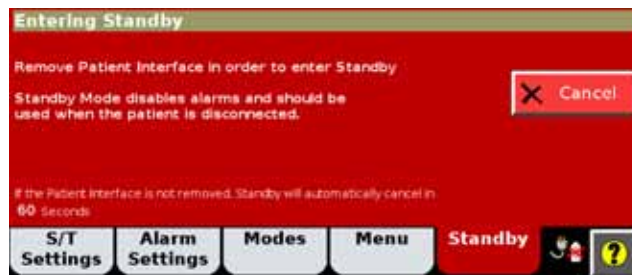 Entering Standby
Remove Patient Interface in order to enter Standby
Standby Mode disables alarms and should be
used when the patient is disconnected.
Cancel
If the Patient Interface is not removed, Standby will automatically cancel in
60 Seconds
S/T Settings
Alarm Settings
Modes
Menu
Standby
?